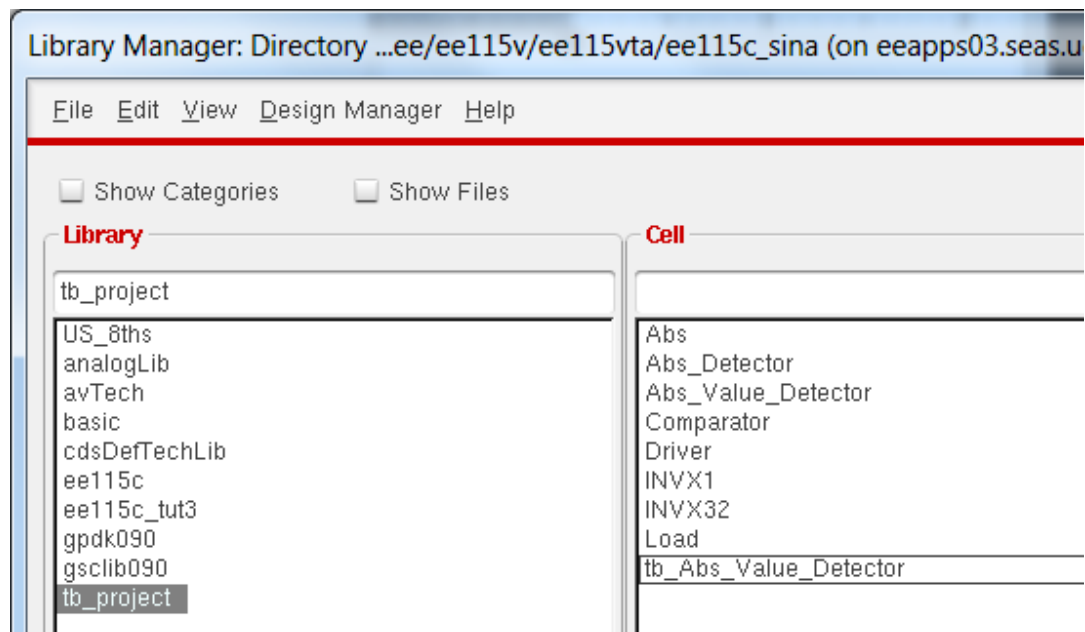 Library Manager: Directory ...ee/ee115v/ee115vta/ee115c_sina (on eeapps03.seas.u
File Edit View Design Manager Help
Show Categories Show Files
Library
tb_project
US_8ths
analogLib
avTech
basic
cdsDefTechLib
ee115c
ee115c_tut3
gpdk090
gsclib090
tb_project
Cell
Abs
Abs_Detector
Abs_Value_Detector
Comparator
Driver
INVX1
INVX32
Load
tb_Abs_Value_Detector